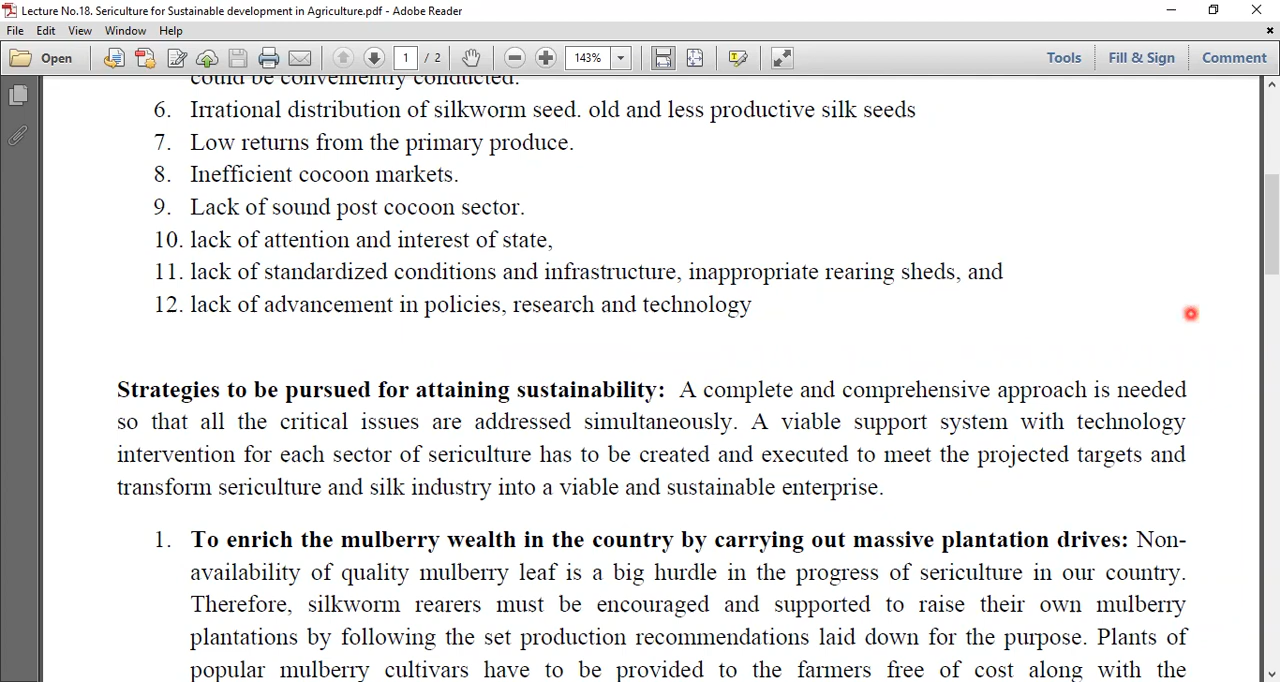 Lecture No.18. Sericulture for Sustainable development in Agriculture.pdf - Adobe Reader
File Edit View Window Help
Open 1 / 2 143% Tools Fill & Sign Comment
could be conveniently conducted.
6. Irrational distribution of silkworm seed. old and less productive silk seeds
7. Low returns from the primary produce.
8. Inefficient cocoon markets.
9. Lack of sound post cocoon sector.
10. lack of attention and interest of state,
11. lack of standardized conditions and infrastructure, inappropriate rearing sheds, and
12. lack of advancement in policies, research and technology
Strategies to be pursued for attaining sustainability: A complete and comprehensive approach is needed
so that all the critical issues are addressed simultaneously. A viable support system with technology
intervention for each sector of sericulture has to be created and executed to meet the projected targets and
transform sericulture and silk industry into a viable and sustainable enterprise.
1. To enrich the mulberry wealth in the country by carrying out massive plantation drives: Non-
availability of quality mulberry leaf is a big hurdle in the progress of sericulture in our country.
Therefore, silkworm rearers must be encouraged and supported to raise their own mulberry
plantations by following the set production recommendations laid down for the purpose. Plants of
popular mulberry cultivars have to be provided to the farmers free of cost along with the